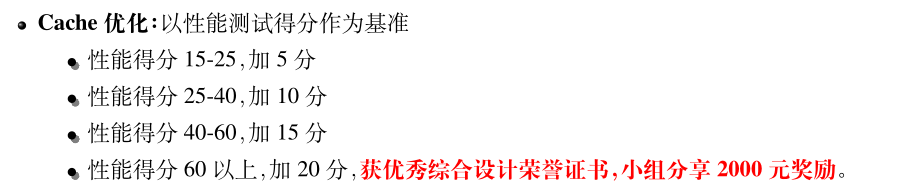 Cache 优化：以性能测试得分作为基准
性能得分 15-25，加 5 分
性能得分 25-40，加 10 分
性能得分 40-60，加 15 分
性能得分 60 以上，加 20 分，获优秀综合设计荣誉证书，小组分享 2000 元奖励。